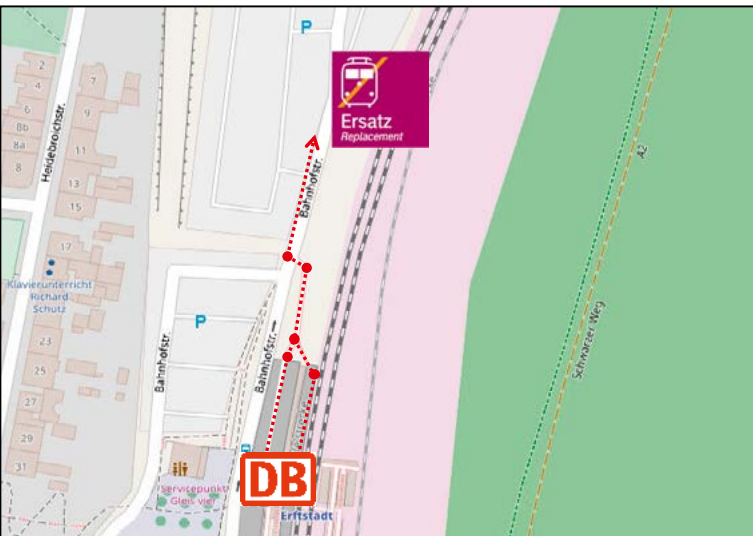 P
2
4
6
8b
8a
8
7
9
11
13
15
17
23
25
27
29
31
Heidebroichstr.
Ersatz
Replacement
Bahnhofstr.
A2
Klavierunterricht
Richard
Schütz
P
Bahnhofstr.
Bahnhofstr.
Schwarzer Weg
Servicepunkt
Gleis vier
DB
Erftstadt